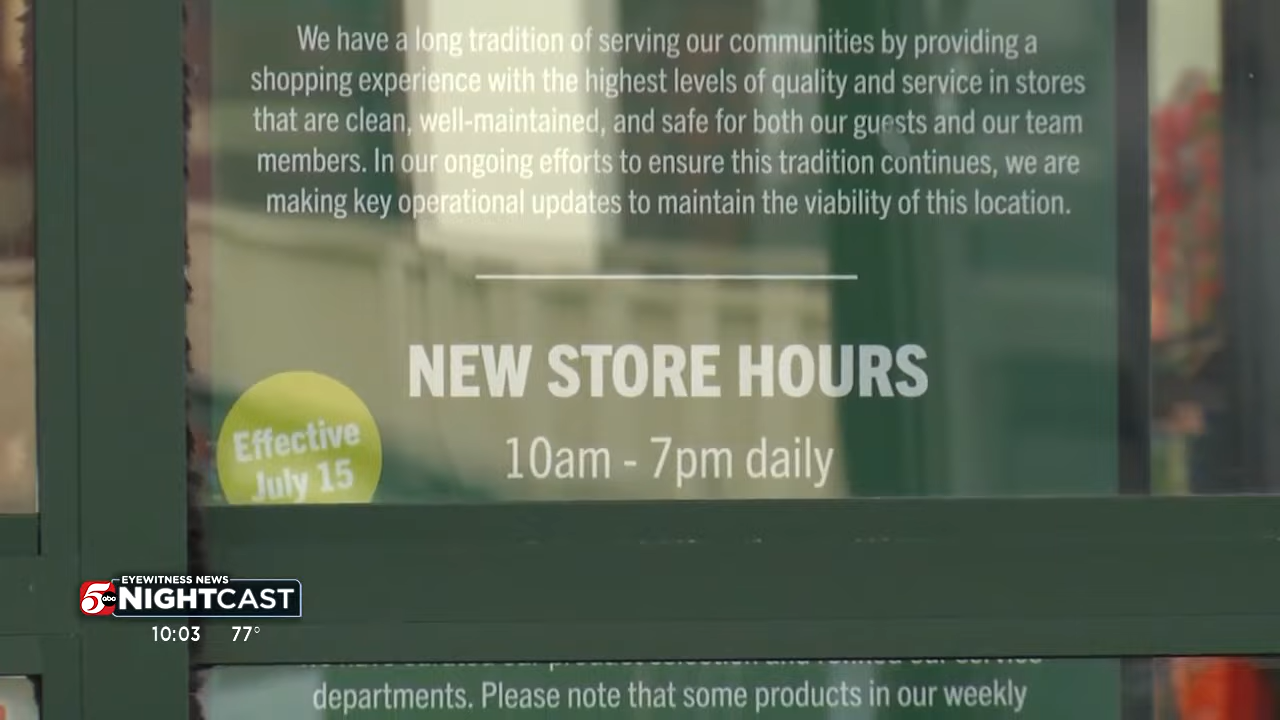 We have a long tradition of serving our communities by providing a
shopping experience with the highest levels of quality and service in stores
that are clean, well-maintained, and safe for both our guests and our team
members. In our ongoing efforts to ensure this tradition continues, we are
making key operational updates to maintain the viability of this location.
NEW STORE HOURS
Effective
July 15
10am - 7pm daily
EYEWITNESS NEWS
5 abc NIGHTCAST
10:03 77°
departments. Please note that some products in our weekly